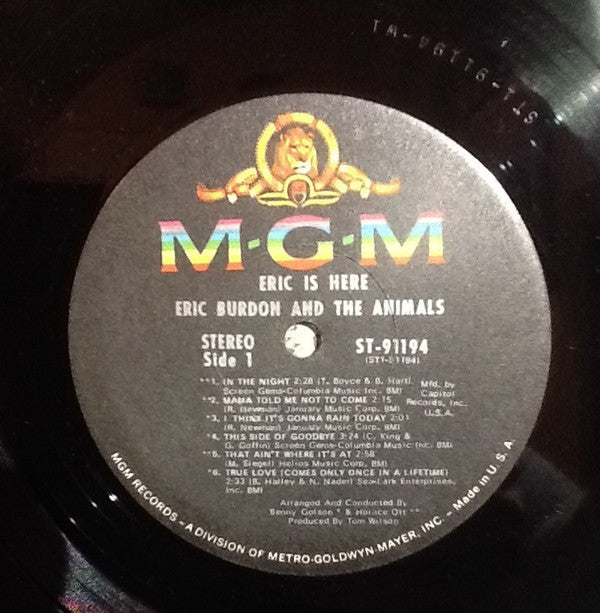 ST1-91194-W1
M-G-M
ERIC IS HERE
ERIC BURDON AND THE ANIMALS
STEREO
Side 1
ST-91194
(ST1-91194)
**1. IN THE NIGHT 2:28 (T. Boyce & B. Hart)
Screen Gems-Columbia Music Inc. BMI)
**2. MAMA TOLD ME NOT TO COME 2:15
(R. Newman) January Music Corp. BMI)
*3. I THINK IT'S GONNA RAIN TODAY 2:01
(R. Newman) January Music Corp. BMI)
*4. THIS SIDE OF GOODBYE 3:24 (C. King &
G. Goffin) Screen Gems-Columbia Music Inc. BMI)
**5. THAT AIN'T WHERE IT'S AT 2:58
(M. Siegel) Helios Music Corp. BMI)
*6. TRUE LOVE (COMES ONLY ONCE IN A LIFETIME)
2:33 (B. Halley & N. Nader) Sea-Lark Enterprises,
Inc. BMI)
Mfd. by
Capitol
Records, Inc.
U.S.A.
Arranged And Conducted By
Benny Golson * & Horace Ott **
Produced By Tom Wilson
MGM RECORDS - A DIVISION OF METRO-GOLDWYN-MAYER, INC. - Made in U.S.A.